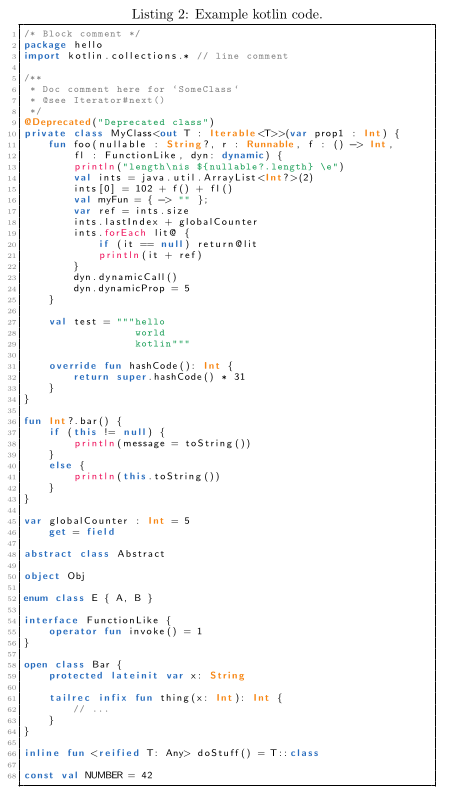 Listing 2: Example kotlin code.
1 /* Block comment */
2 package hello
3 import kotlin.collections.* // line comment
4
5 /**
6  * Doc comment here for `SomeClass`
7  * @see Iterator#next()
8  */
9 @Deprecated("Deprecated class")
10 private class MyClass<out T : Iterable<T>>(var prop1 : Int) {
11     fun foo(nullable : String?, r : Runnable, f : () —> Int,
12         fl : FunctionLike, dyn: dynamic) {
13         println("length\nis ${nullable?.length} \e")
14         val ints = java.util.ArrayList<Int?>(2)
15         ints[0] = 102 + f() + fl()
16         val myFun = { —> "" };
17         var ref = ints.size
18         ints.lastIndex + globalCounter
19         ints.forEach lit@ {
20             if (it == null) return@lit
21             println(it + ref)
22         }
23         dyn.dynamicCall()
24         dyn.dynamicProp = 5
25     }
26
27     val test = """hello
28                   world
29                   kotlin"""
30
31     override fun hashCode(): Int {
32         return super.hashCode() * 31
33     }
34 }
35
36 fun Int?.bar() {
37     if (this != null) {
38         println(message = toString())
39     }
40     else {
41         println(this.toString())
42     }
43 }
44
45 var globalCounter : Int = 5
46     get = field
47
48 abstract class Abstract
49
50 object Obj
51
52 enum class E { A, B }
53
54 interface FunctionLike {
55     operator fun invoke() = 1
56 }
57
58 open class Bar {
59     protected lateinit var x: String
60
61     tailrec infix fun thing(x: Int): Int {
62         // ...
63     }
64 }
65
66 inline fun <reified T: Any> doStuff() = T::class
67
68 const val NUMBER = 42